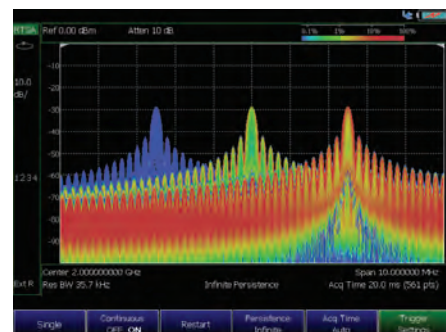 RTSA Ref 0.00 dBm Atten 10 dB
0.1% 1% 10% 100%
10.0
dB/
-10
-20
-30
-40
-50
-60
-70
-80
-90
1234
Ext R
Center 2.000000000 GHz Span 10.000000 MHz
Res BW 35.7 kHz Infinite Persistence Acq Time 20.0 ms (561 pts)
Single
Continuous
OFF ON
Restart
Persistence
Infinite
Acq Time
Auto
Trigger
Settings